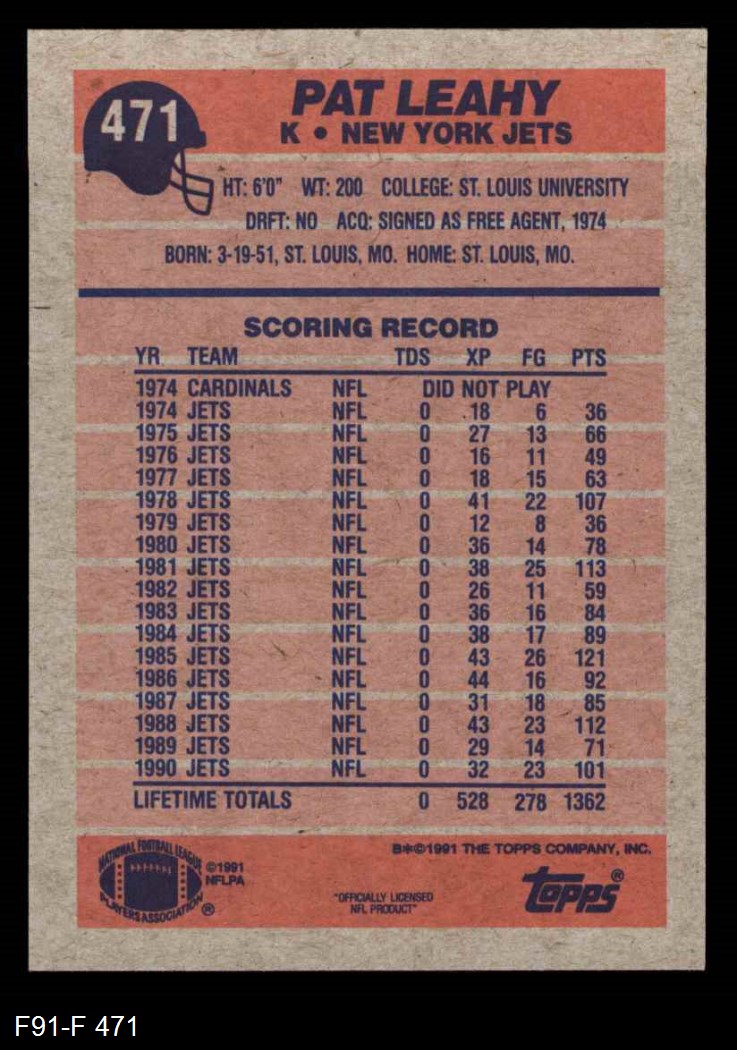 471
PAT LEAHY
K • NEW YORK JETS
HT: 6'0" WT: 200 COLLEGE: ST. LOUIS UNIVERSITY
DRFT: NO ACQ: SIGNED AS FREE AGENT, 1974
BORN: 3-19-51, ST. LOUIS, MO. HOME: ST. LOUIS, MO.
SCORING RECORD
YR TEAM TDS XP FG PTS
1974 CARDINALS NFL DID NOT PLAY
1974 JETS NFL 0 18 6 36
1975 JETS NFL 0 27 13 66
1976 JETS NFL 0 16 11 49
1977 JETS NFL 0 18 15 63
1978 JETS NFL 0 41 22 107
1979 JETS NFL 0 12 8 36
1980 JETS NFL 0 36 14 78
1981 JETS NFL 0 38 25 113
1982 JETS NFL 0 26 11 59
1983 JETS NFL 0 36 16 84
1984 JETS NFL 0 38 17 89
1985 JETS NFL 0 43 26 121
1986 JETS NFL 0 44 16 92
1987 JETS NFL 0 31 18 85
1988 JETS NFL 0 43 23 112
1989 JETS NFL 0 29 14 71
1990 JETS NFL 0 32 23 101
LIFETIME TOTALS 0 528 278 1362
B*©1991 THE TOPPS COMPANY, INC.
NATIONAL FOOTBALL LEAGUE
PLAYERS ASSOCIATION ®
©1991
NFLPA
"OFFICIALLY LICENSED
NFL PRODUCT"
topps®
F91-F 471